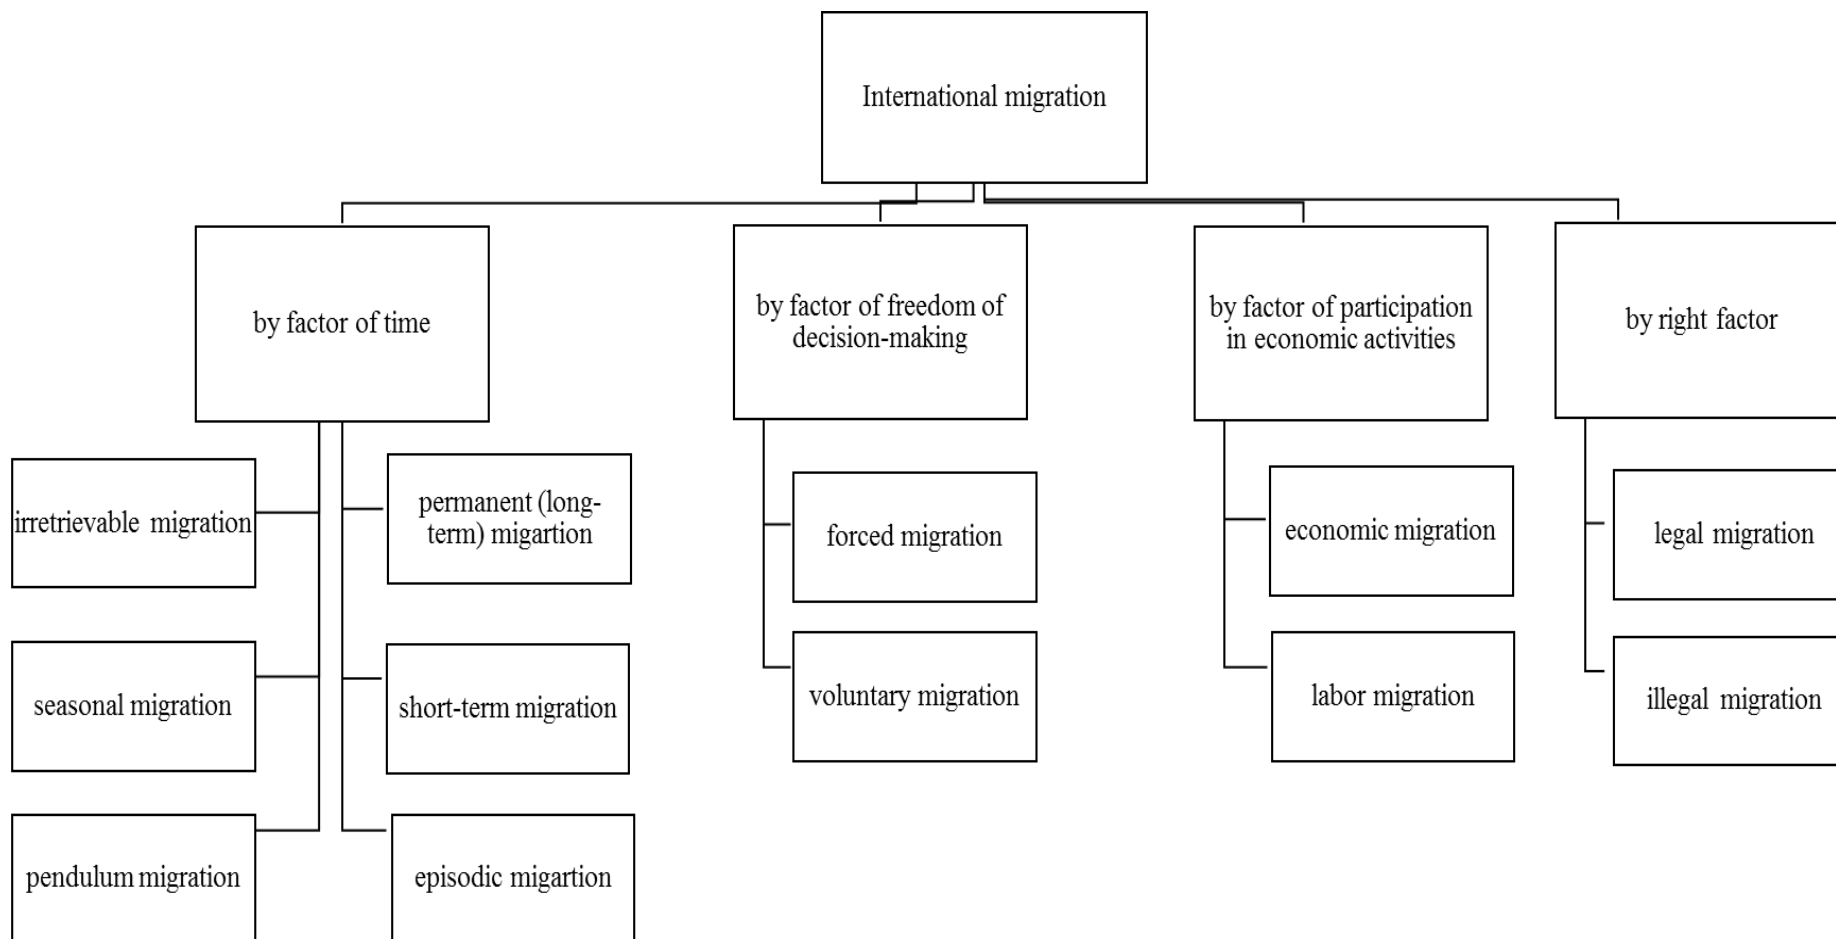 International migration
by factor of time
by factor of freedom of
decision-making
by factor of participation
in economic activities
by right factor
irretrievable migration
permanent (long-
term) migartion
seasonal migration
short-term migration
pendulum migration
episodic migartion
forced migration
voluntary migration
economic migration
labor migration
legal migration
illegal migration